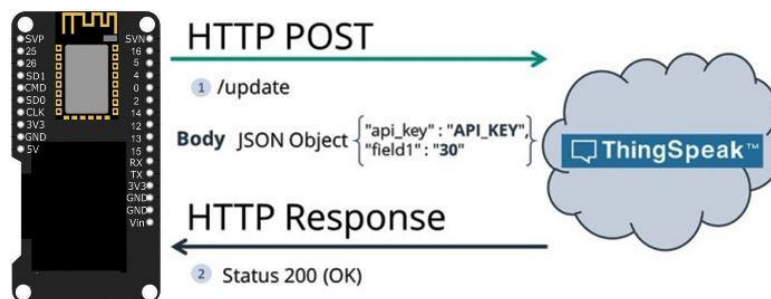 HTTP POST
1 /update
Body JSON Object {"api_key" : "API_KEY",
"field1" : "30"}
ThingSpeak™
HTTP Response
2 Status 200 (OK)
SVP
25
26
SD1
CMD
SD0
CLK
3V3
GND
5V
SVN
16
5
4
0
2
14
12
13
15
RX
TX
3V3
GND
GND
Vin